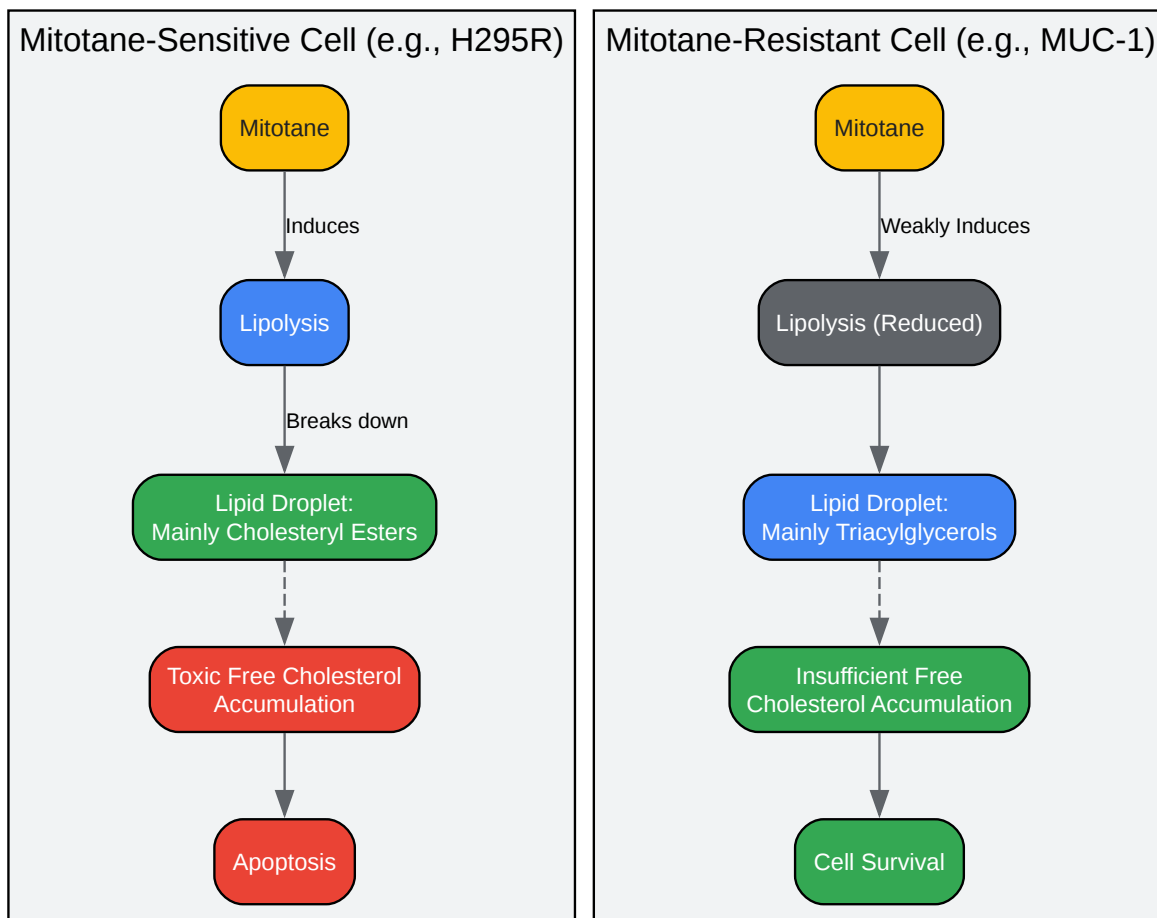 Mitotane-Sensitive Cell (e.g., H295R)
Mitotane
Induces
Lipolysis
Breaks down
Lipid Droplet:
Mainly Cholesteryl Esters
Toxic Free Cholesterol
Accumulation
Apoptosis
Mitotane-Resistant Cell (e.g., MUC-1)
Mitotane
Weakly Induces
Lipolysis (Reduced)
Lipid Droplet:
Mainly Triacylglycerols
Insufficient Free
Cholesterol Accumulation
Cell Survival